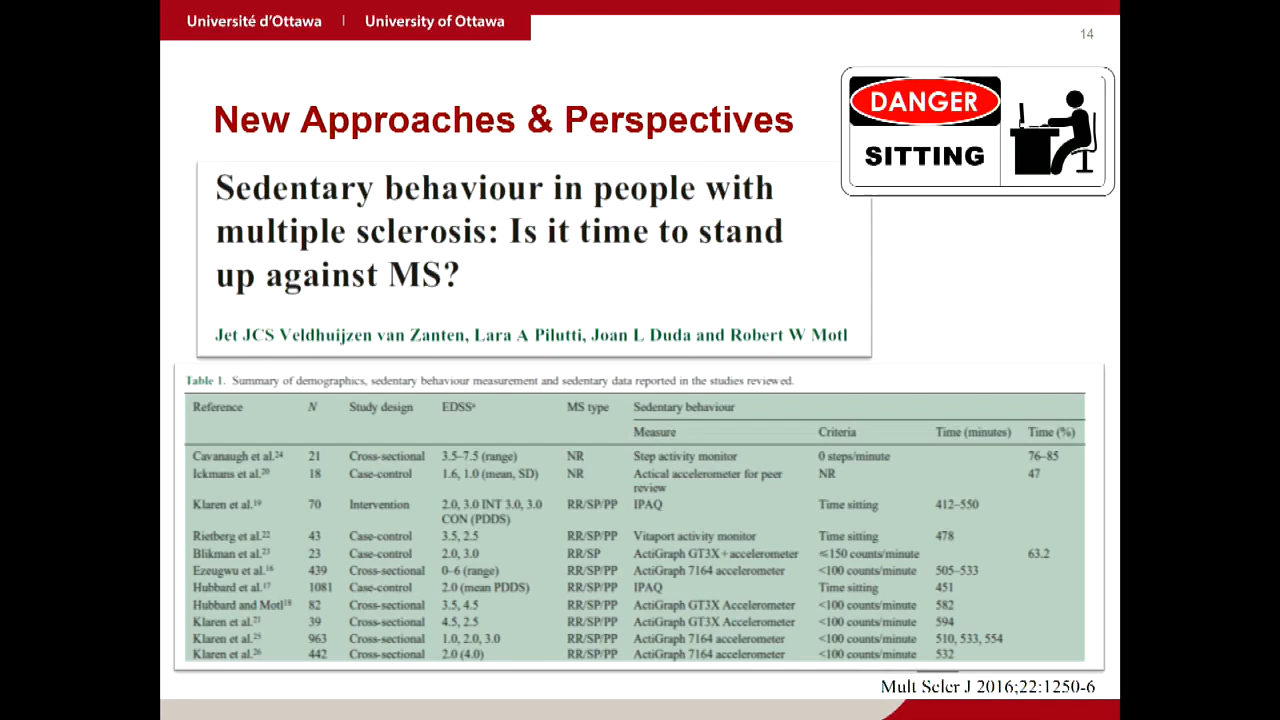 Université d'Ottawa | University of Ottawa
14
New Approaches & Perspectives
DANGER
SITTING
Sedentary behaviour in people with
multiple sclerosis: Is it time to stand
up against MS?
Jet JCS Veldhuijzen van Zanten, Lara A Pilutti, Joan L Duda and Robert W Motl
Table 1. Summary of demographics, sedentary behaviour measurement and sedentary data reported in the studies reviewed.
Reference N Study design EDSSᵃ MS type Sedentary behaviour
Measure Criteria Time (minutes) Time (%)
Cavanaugh et al.²⁴ 21 Cross-sectional 3.5–7.5 (range) NR Step activity monitor 0 steps/minute 76–85
Ickmans et al.²⁰ 18 Case-control 1.6, 1.0 (mean, SD) NR Actical accelerometer for peer NR 47
review
Klaren et al.¹⁹ 70 Intervention 2.0, 3.0 INT 3.0, 3.0 RR/SP/PP IPAQ Time sitting 412–550
CON (PDDS)
Rietberg et al.²² 43 Case-control 3.5, 2.5 RR/SP/PP Vitaport activity monitor Time sitting 478
Blikman et al.²³ 23 Case-control 2.0, 3.0 RR/SP ActiGraph GT3X+accelerometer ≤150 counts/minute 63.2
Ezeugwu et al.¹⁶ 439 Cross-sectional 0–6 (range) RR/SP/PP ActiGraph 7164 accelerometer <100 counts/minute 505–533
Hubbard et al.¹⁷ 1081 Case-control 2.0 (mean PDDS) RR/SP/PP IPAQ Time sitting 451
Hubbard and Motl¹⁸ 82 Cross-sectional 3.5, 4.5 RR/SP/PP ActiGraph GT3X Accelerometer <100 counts/minute 582
Klaren et al.²¹ 39 Cross-sectional 4.5, 2.5 RR/SP/PP ActiGraph GT3X Accelerometer <100 counts/minute 594
Klaren et al.²⁵ 963 Cross-sectional 1.0, 2.0, 3.0 RR/SP/PP ActiGraph 7164 accelerometer <100 counts/minute 510, 533, 554
Klaren et al.²⁶ 442 Cross-sectional 2.0 (4.0) RR/SP/PP ActiGraph 7164 accelerometer <100 counts/minute 532
Mult Scler J 2016;22:1250-6